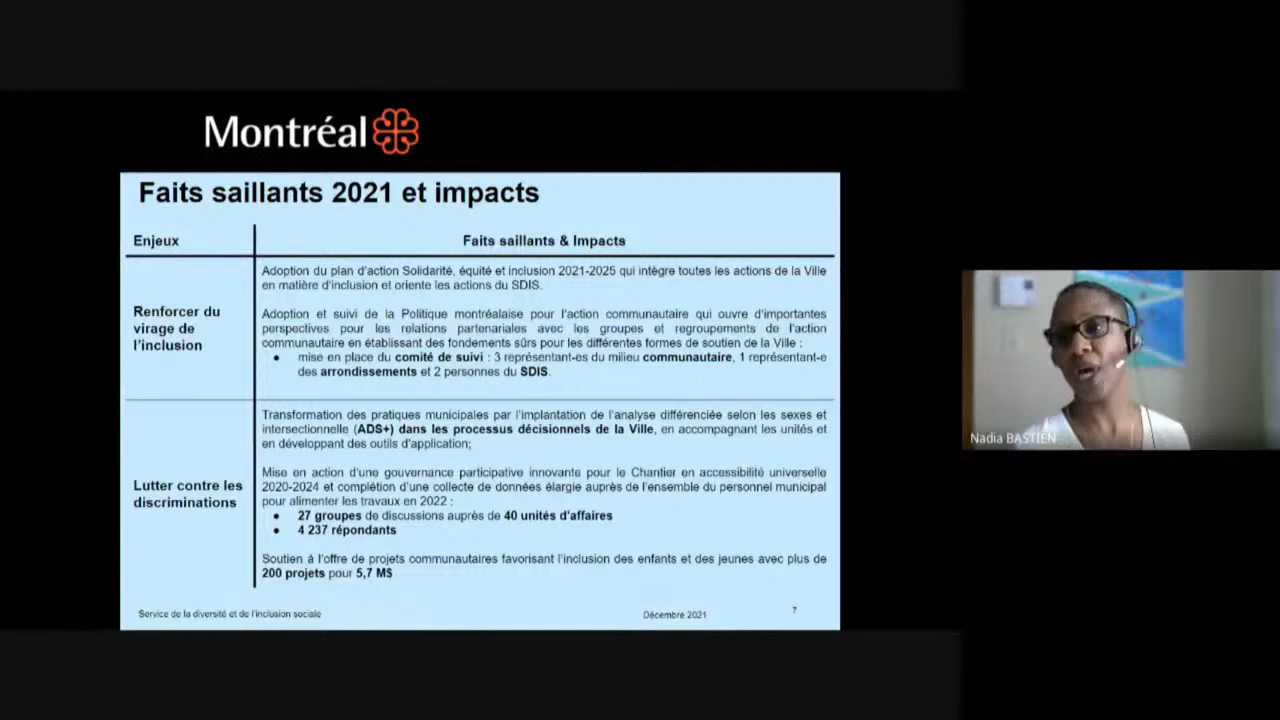 Montréal
Faits saillants 2021 et impacts
Enjeux
Faits saillants & Impacts
Renforcer du
virage de
l'inclusion
Adoption du plan d'action Solidarité, équité et inclusion 2021-2025 qui intègre toutes les actions de la Ville
en matière d'inclusion et oriente les actions du SDIS.
Adoption et suivi de la Politique montréalaise pour l'action communautaire qui ouvre d'importantes
perspectives pour les relations partenariales avec les groupes et regroupements de l'action
communautaire en établissant des fondements sûrs pour les différentes formes de soutien de la Ville :
● mise en place du comité de suivi : 3 représentant-es du milieu communautaire, 1 représentant-e
des arrondissements et 2 personnes du SDIS.
Lutter contre les
discriminations
Transformation des pratiques municipales par l'implantation de l'analyse différenciée selon les sexes et
intersectionnelle (ADS+) dans les processus décisionnels de la Ville, en accompagnant les unités et
en développant des outils d'application;
Mise en action d'une gouvernance participative innovante pour le Chantier en accessibilité universelle
2020-2024 et complétion d'une collecte de données élargie auprès de l'ensemble du personnel municipal
pour alimenter les travaux en 2022 :
● 27 groupes de discussions auprès de 40 unités d'affaires
● 4 237 répondants
Soutien à l'offre de projets communautaires favorisant l'inclusion des enfants et des jeunes avec plus de
200 projets pour 5,7 M$
Service de la diversité et de l'inclusion sociale
Décembre 2021
7
Nadia BASTIEN